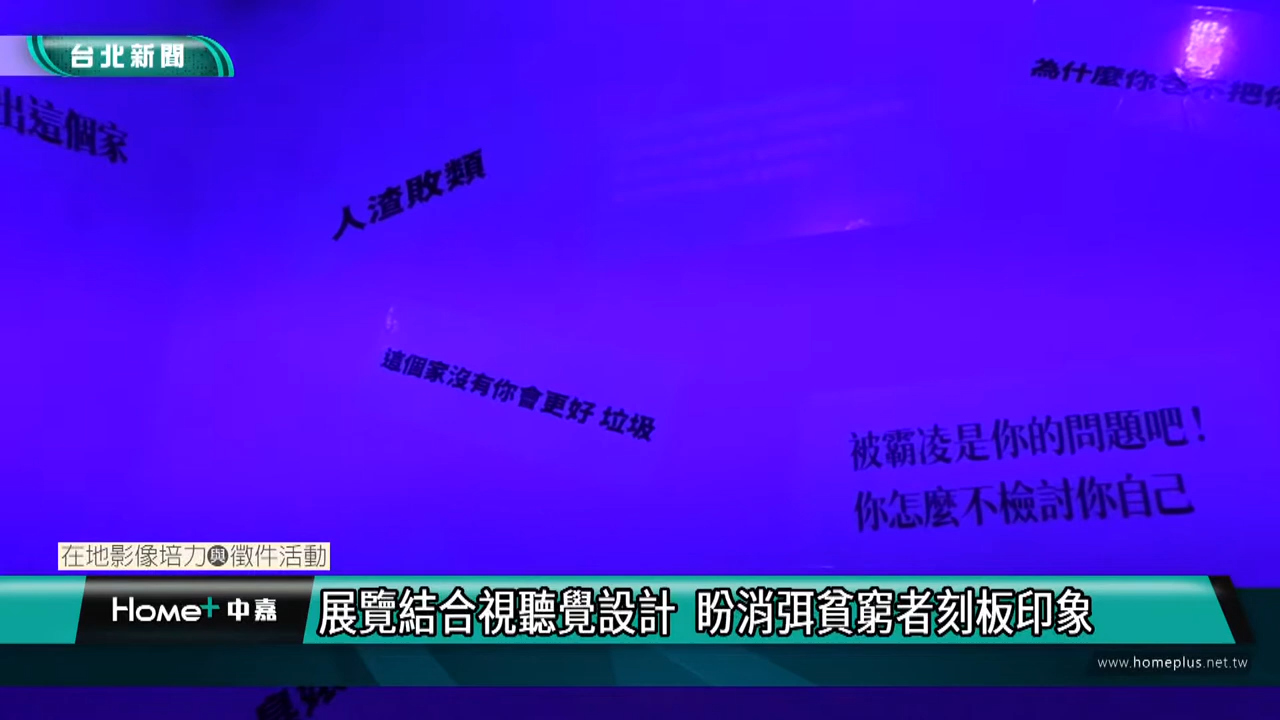 台北新聞
出這個家
為什麼你
人渣敗類
這個家沒有你會更好 垃圾
被霸凌是你的問題吧！
你怎麼不檢討你自己
在地影像培力與徵件活動
Home+中嘉
展覽結合視聽覺設計 盼消弭貧窮者刻板印象
www.homeplus.net.tw